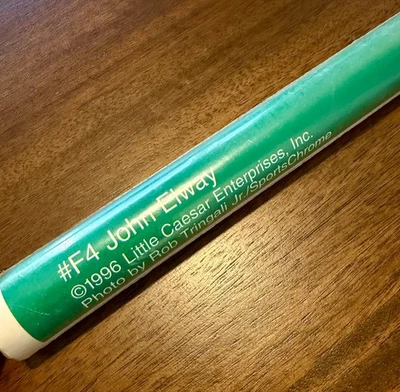 #F4 John Elway
©1996 Little Caesar Enterprises, Inc.
Photo by Rob Tringali Jr./SportsChrome